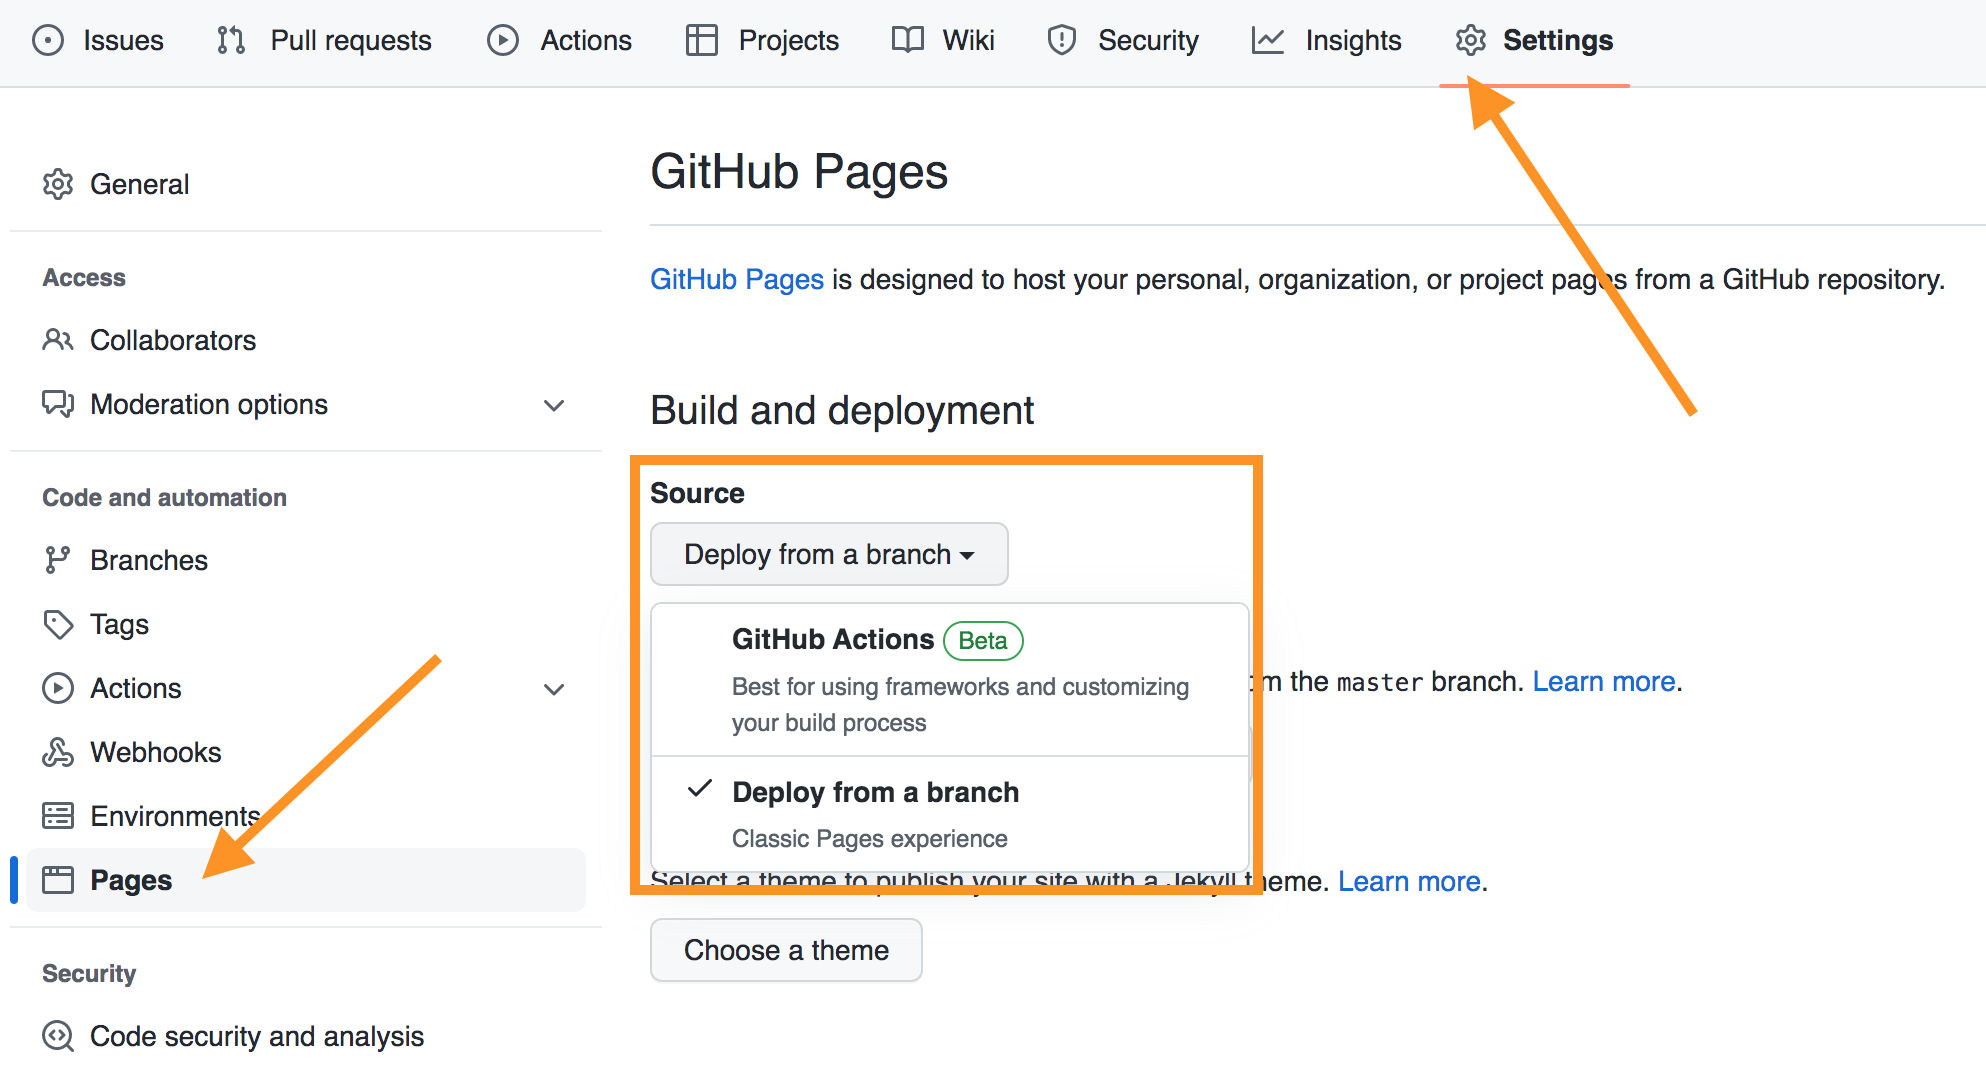 Issues Pull requests Actions Projects Wiki Security Insights Settings
General
Access
Collaborators
Moderation options
Code and automation
Branches
Tags
Actions
Webhooks
Environments
Pages
Security
Code security and analysis
GitHub Pages
GitHub Pages is designed to host your personal, organization, or project pages from a GitHub repository.
Build and deployment
Source
Deploy from a branch
GitHub Actions Beta
Best for using frameworks and customizing
your build process
Deploy from a branch
Classic Pages experience
the master branch. Learn more.
Select a theme to publish your site with a Jekyll theme. Learn more.
Choose a theme